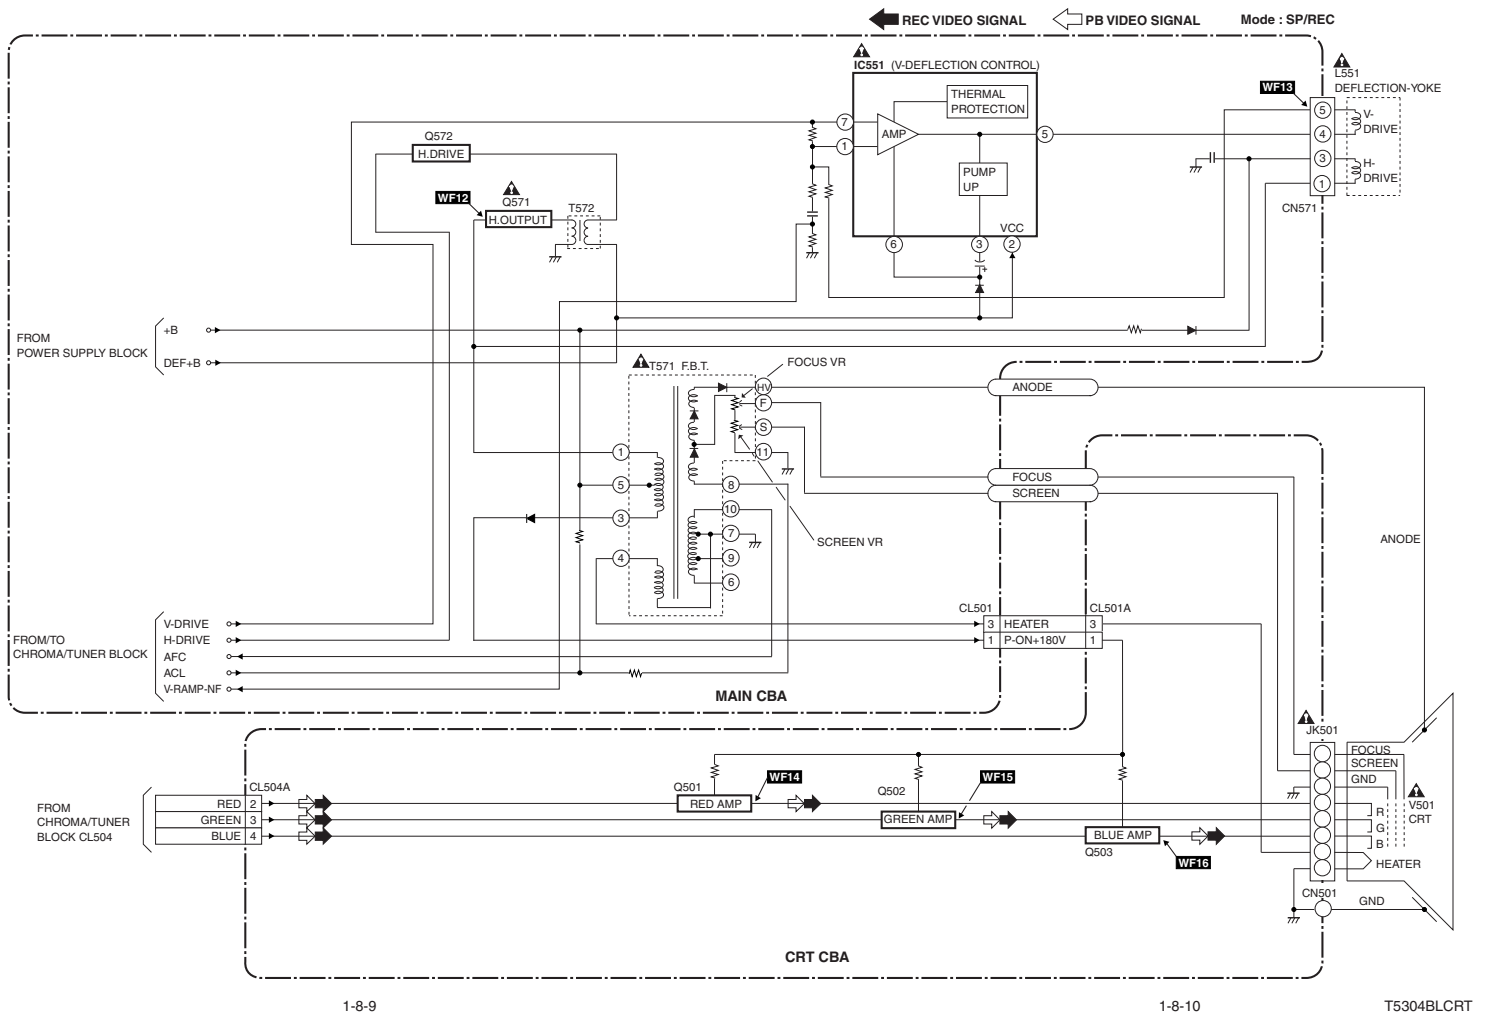 REC VIDEO SIGNAL PB VIDEO SIGNAL Mode : SP/REC
IC551 (V-DEFLECTION CONTROL)
THERMAL
PROTECTION
AMP
PUMP
UP
VCC
7
1
5
6
3
2
L551
DEFLECTION-YOKE
WF13
5
4
3
1
V-
DRIVE
H-
DRIVE
CN571
Q572
H.DRIVE
WF12
Q571
H.OUTPUT
T572
+
FROM
POWER SUPPLY BLOCK
+B
DEF+B
T571 F.B.T.
FOCUS VR
HV
F
S
11
1
5
3
4
8
10
7
9
6
SCREEN VR
ANODE
FOCUS
SCREEN
ANODE
CL501
CL501A
3 HEATER 3
1 P-ON+180V 1
FROM/TO
CHROMA/TUNER BLOCK
V-DRIVE
H-DRIVE
AFC
ACL
V-RAMP-NF
MAIN CBA
JK501
FOCUS
SCREEN
GND
R
G
B
HEATER
V501
CRT
CN501
GND
FROM
CHROMA/TUNER
BLOCK CL504
CL504A
RED 2
GREEN 3
BLUE 4
Q501
RED AMP
WF14
Q502
GREEN AMP
WF15
BLUE AMP
Q503
WF16
CRT CBA
1-8-9
1-8-10
T5304BLCRT